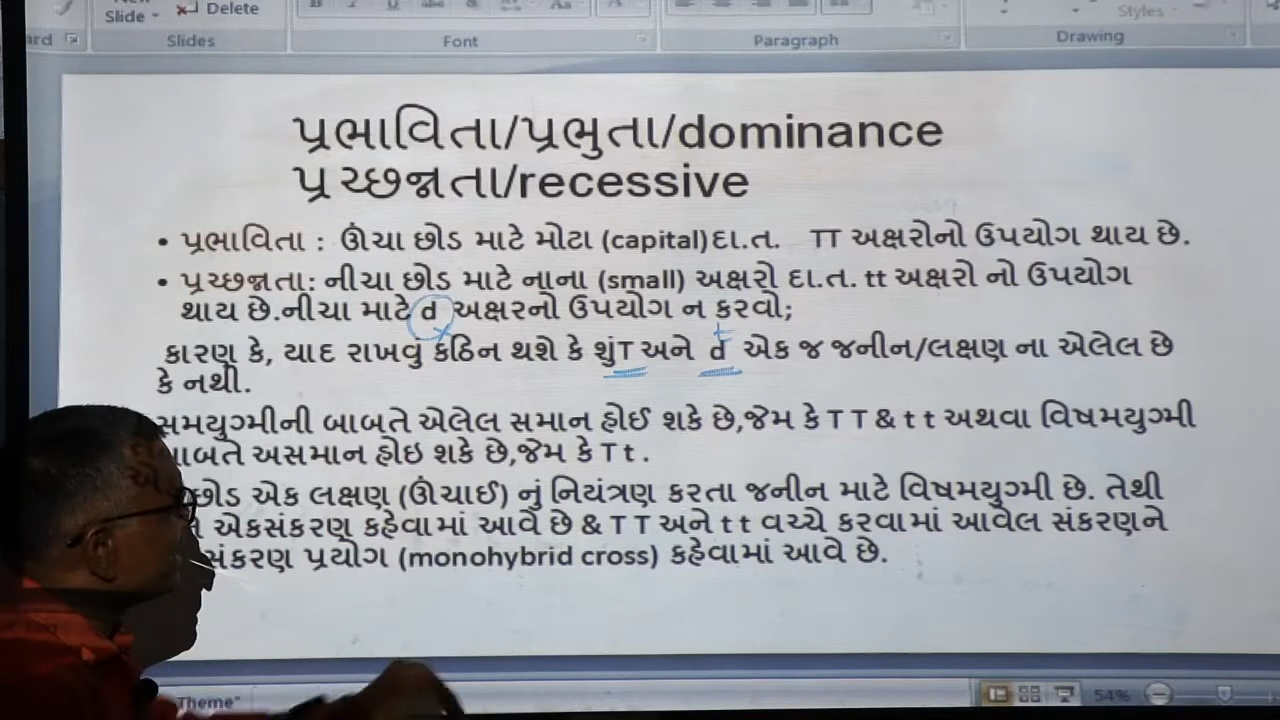 Slide
Delete
Slides
Font
Paragraph
Styles
Drawing
પ્રભાવિતા/પ્રભુતા/dominance
પ્રચ્છન્નતા/recessive
• પ્રભાવિતા : ઊંચા છોડ માટે મોટા (capital)દા.ત. TT અક્ષરોનો ઉપયોગ થાય છે.
• પ્રચ્છન્નતા: નીચા છોડ માટે નાના (small) અક્ષરો દા.ત. tt અક્ષરો નો ઉપયોગ
થાય છે.નીચા માટે d અક્ષરનો ઉપયોગ ન કરવો;
t
કારણ કે, યાદ રાખવું કઠિન થશે કે શુંT અને d એક જ જનીન/લક્ષણ ના એલેલ છે
કે નથી.
સમયુગ્મીની બાબતે એલેલ સમાન હોઈ શકે છે,જેમ કે T T & t t અથવા વિષમયુગ્મી
બાબતે અસમાન હોઇ શકે છે,જેમ કે T t .
છોડ એક લક્ષણ (ઊંચાઈ) નું નિયંત્રણ કરતા જનીન માટે વિષમયુગ્મી છે. તેથી
એકસંકરણ કહેવામાં આવે છે & T T અને t t વચ્ચે કરવામાં આવેલ સંકરણને
સંકરણ પ્રયોગ (monohybrid cross) કહેવામાં આવે છે.
Theme"
54%